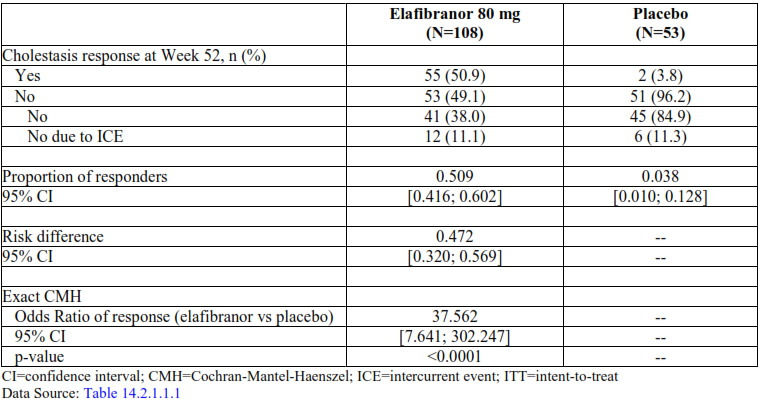 Elafibranor 80 mg (N=108) Placebo (N=53)
Cholestasis response at Week 52, n (%)
Yes 55 (50.9) 2 (3.8)
No 53 (49.1) 51 (96.2)
No 41 (38.0) 45 (84.9)
No due to ICE 12 (11.1) 6 (11.3)
Proportion of responders 0.509 0.038
95% CI [0.416; 0.602] [0.010; 0.128]
Risk difference 0.472 --
95% CI [0.320; 0.569] --
Exact CMH
Odds Ratio of response (elafibranor vs placebo) 37.562 --
95% CI [7.641; 302.247] --
p-value <0.0001 --
CI=confidence interval; CMH=Cochran-Mantel-Haenszel; ICE=intercurrent event; ITT=intent-to-treat
Data Source: Table 14.2.1.1.1